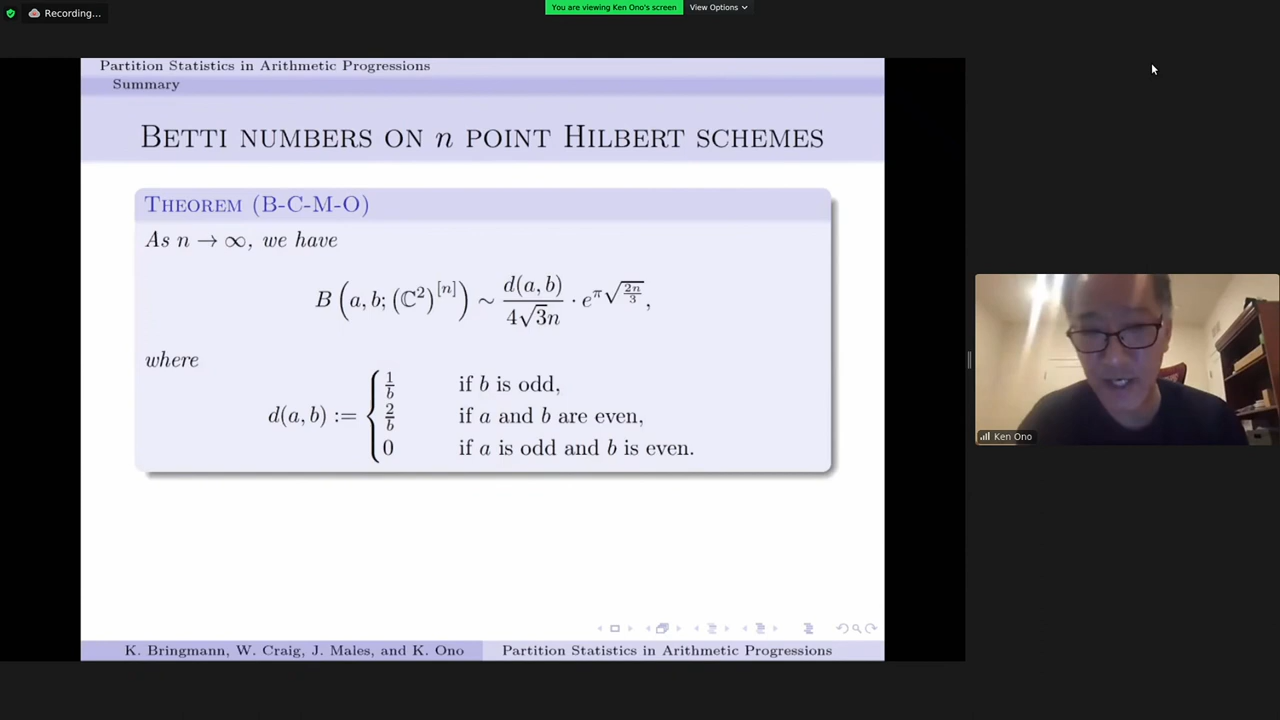 Recording...
You are viewing Ken Ono's screen
View Options
Partition Statistics in Arithmetic Progressions
Summary
Betti numbers on n point Hilbert schemes
Theorem (B-C-M-O)
As n → ∞, we have
B(a, b; (ℂ²)^[n]) ∼ d(a, b)/(4√3n) · e^(π√(2n/3)),
where
d(a, b) := { 1/b if b is odd,
2/b if a and b are even,
0 if a is odd and b is even.
Ken Ono
K. Bringmann, W. Craig, J. Males, and K. Ono
Partition Statistics in Arithmetic Progressions